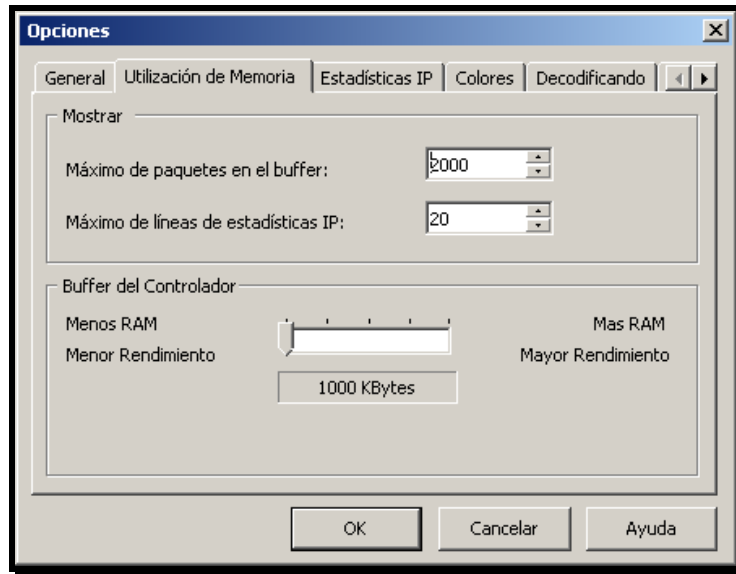 Opciones
General Utilización de Memoria Estadísticas IP Colores Decodificando
Mostrar
Máximo de paquetes en el buffer: 2000
Máximo de líneas de estadísticas IP: 20
Buffer del Controlador
Menos RAM Mas RAM
Menor Rendimiento Mayor Rendimiento
1000 KBytes
OK Cancelar Ayuda